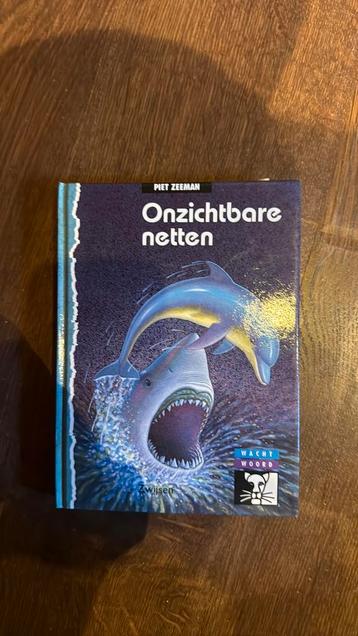 PIET ZEEMAN
Onzichtbare
netten
WACHT
WOORD
Zwijsen